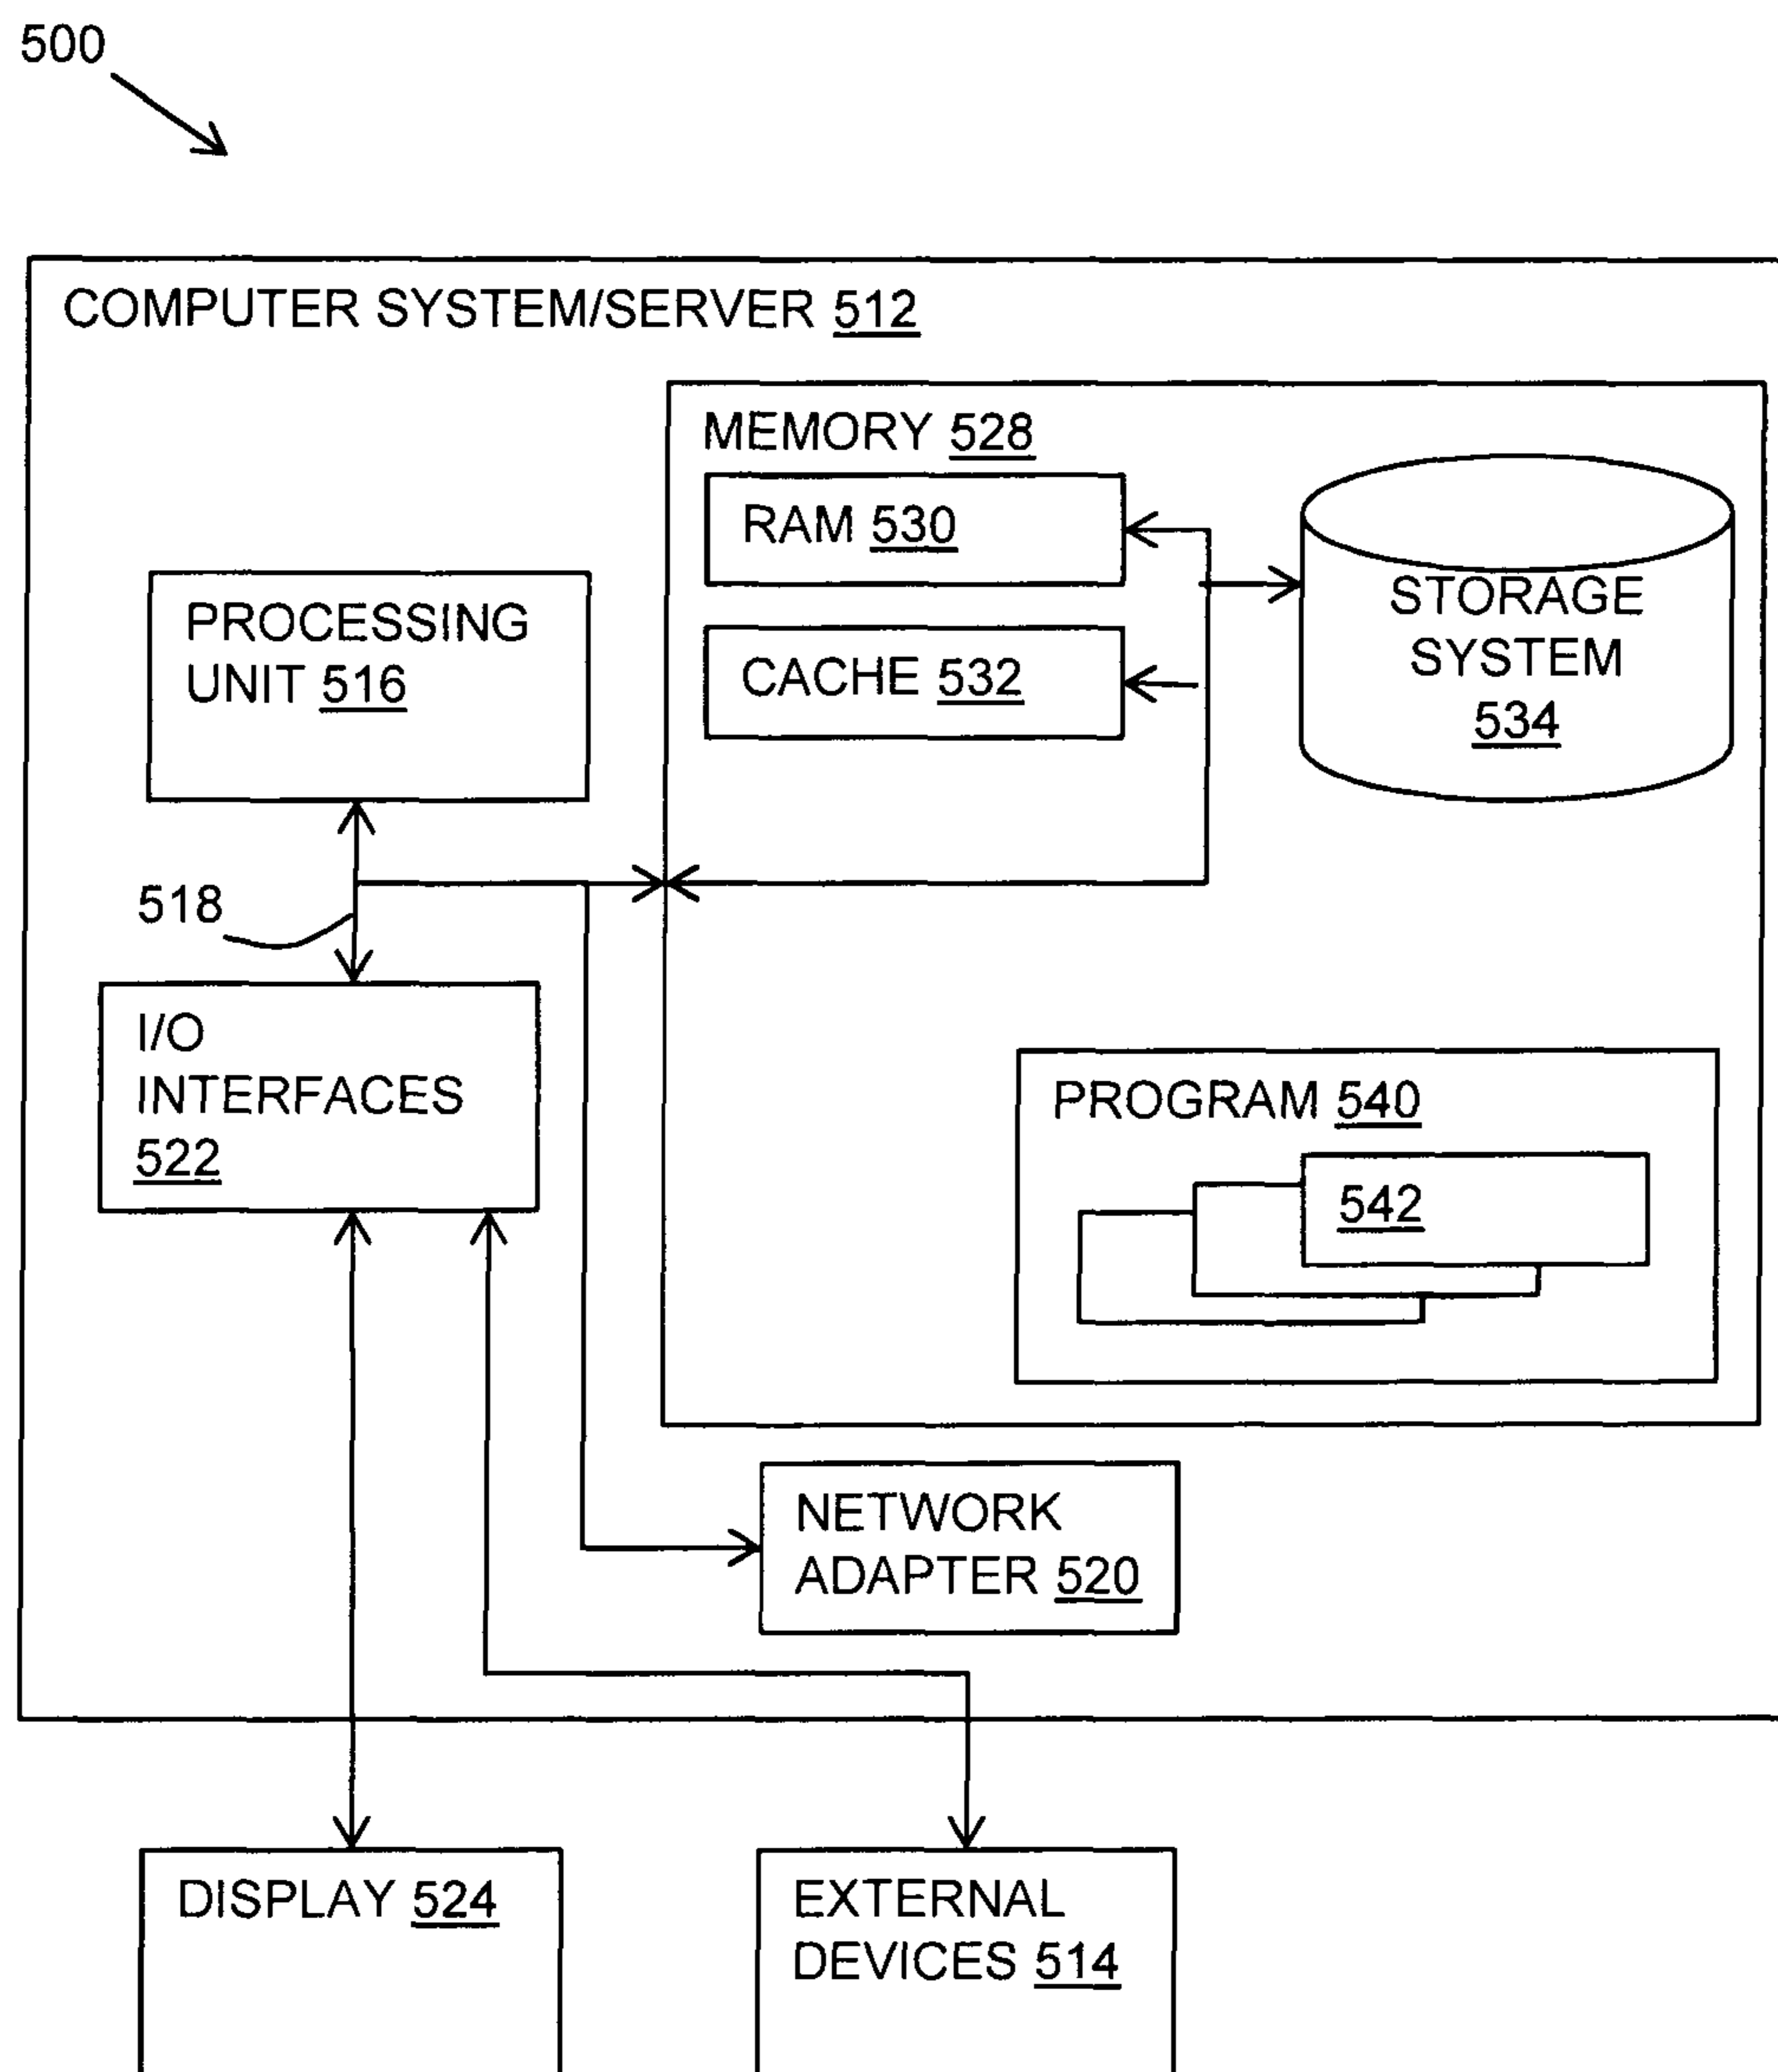 500
COMPUTER SYSTEM/SERVER 512
MEMORY 528
RAM 530
CACHE 532
STORAGE
SYSTEM
534
PROCESSING
UNIT 516
518
I/O
INTERFACES
522
PROGRAM 540
542
NETWORK
ADAPTER 520
DISPLAY 524
EXTERNAL
DEVICES 514